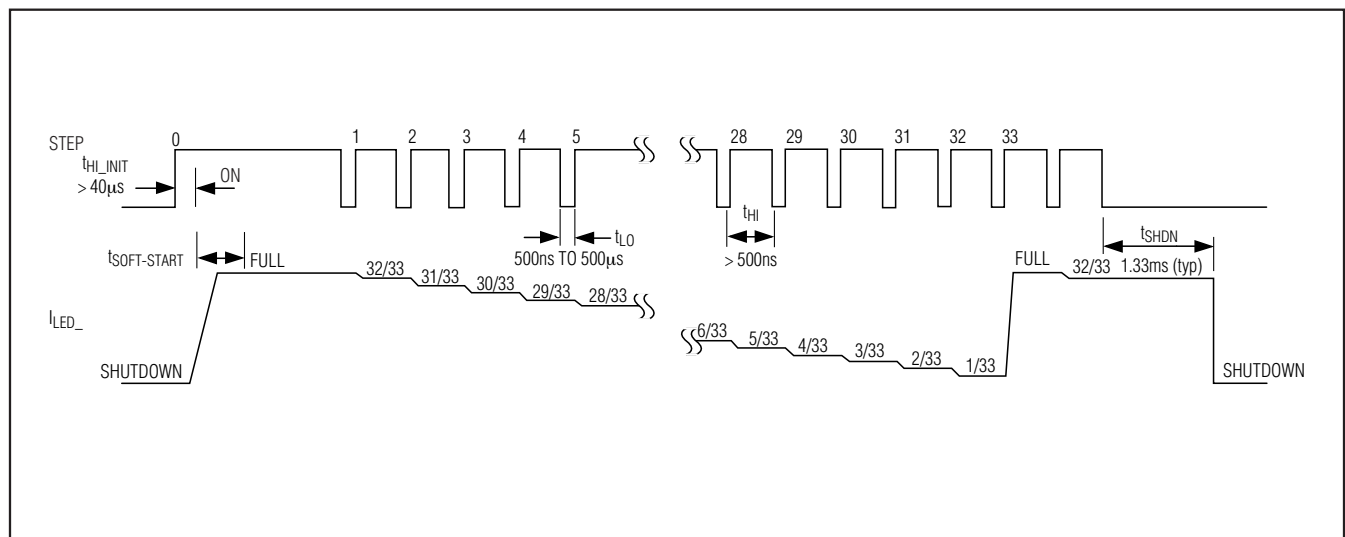 STEP 0 1 2 3 4 5 28 29 30 31 32 33
tHI_INIT
> 40µs
ON
tHI
> 500ns
tLO
500ns TO 500µs
tSHDN
1.33ms (typ)
tSOFT-START
FULL
32/33 31/33 30/33 29/33 28/33
6/33 5/33 4/33 3/33 2/33 1/33
FULL
32/33
ILED_
SHUTDOWN
SHUTDOWN